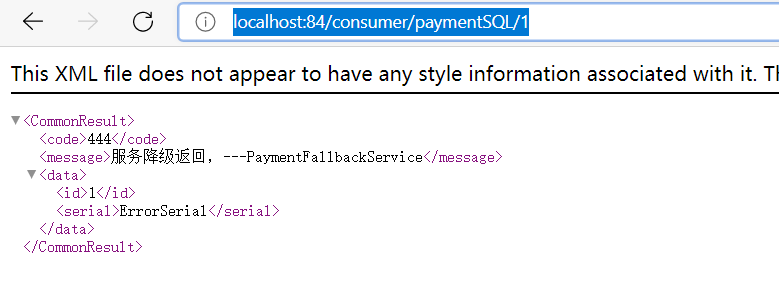 localhost:84/consumer/paymentSQL/1
This XML file does not appear to have any style information associated with it. Th
<CommonResult>
<code>444</code>
<message>服务降级返回，---PaymentFallbackService</message>
<data>
<id>1</id>
<serial>ErrorSerial</serial>
</data>
</CommonResult>